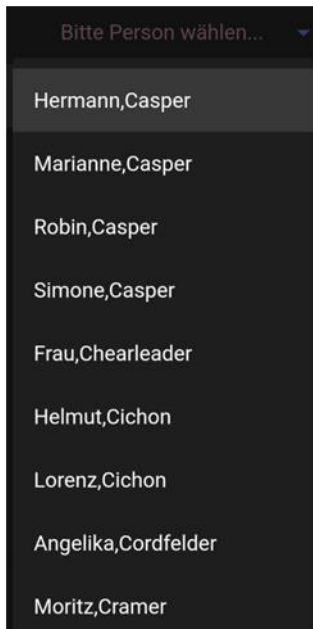 Bitte Person wählen...
Hermann,Casper
Marianne,Casper
Robin,Casper
Simone,Casper
Frau,Chearleader
Helmut,Cichon
Lorenz,Cichon
Angelika,Cordfelder
Moritz,Cramer